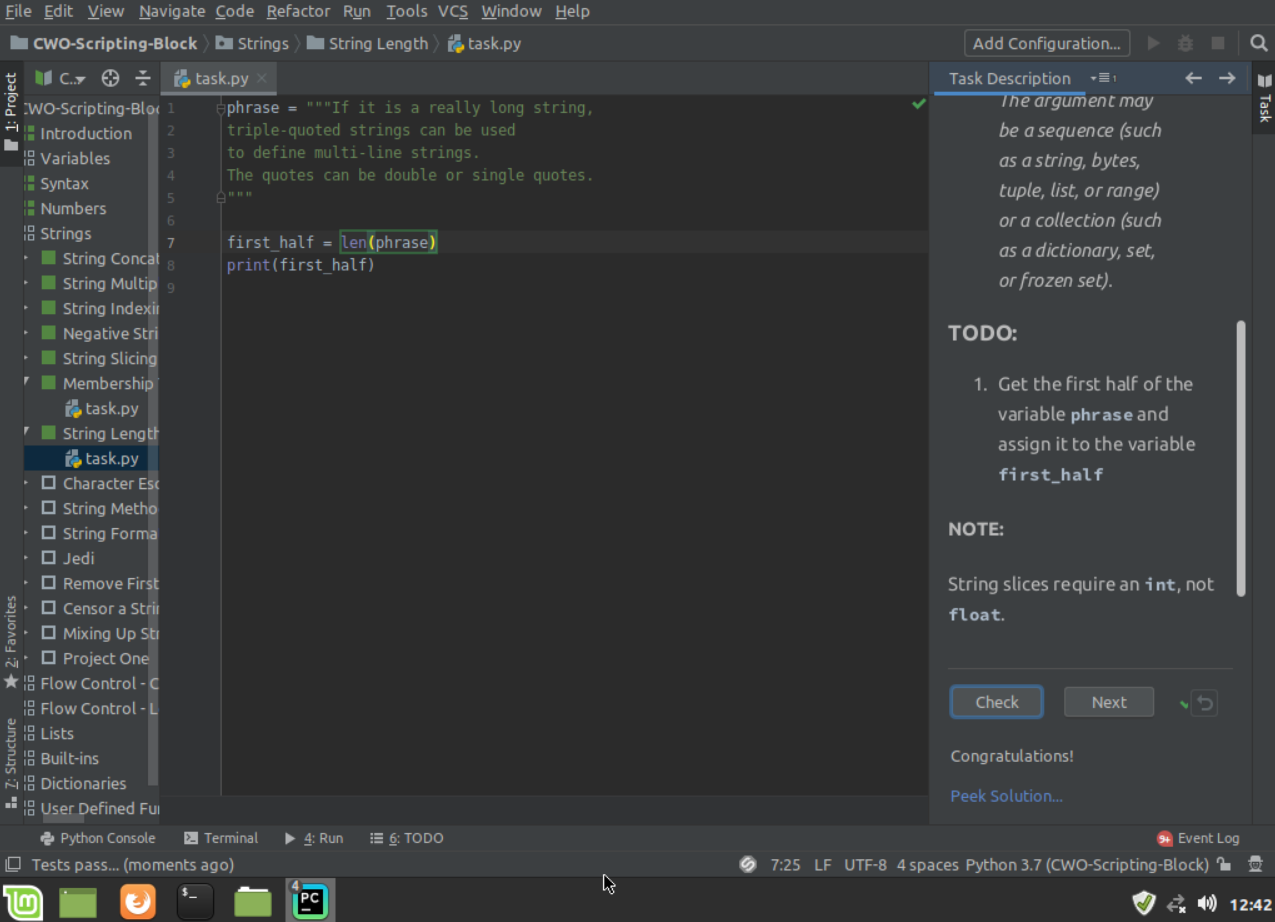 File Edit View Navigate Code Refactor Run Tools VCS Window Help
CWO-Scripting-Block Strings String Length task.py Add Configuration...
1: Project
C... task.py
CWO-Scripting-Bloc
Introduction
Variables
Syntax
Numbers
Strings
String Concat
String Multip
String Indexin
Negative Stri
String Slicing
Membership
task.py
String Length
task.py
Character Esc
String Metho
String Forma
Jedi
Remove First
Censor a Strin
Mixing Up Str
Project One
Flow Control - C
Flow Control - L
Lists
Built-ins
Dictionaries
User Defined Fun
2: Favorites
7: Structure
1 phrase = """If it is a really long string,
2 triple-quoted strings can be used
3 to define multi-line strings.
4 The quotes can be double or single quotes.
5 """
6
7 first_half = len(phrase)
8 print(first_half)
9
Task Description
Task
The argument may
be a sequence (such
as a string, bytes,
tuple, list, or range)
or a collection (such
as a dictionary, set,
or frozen set).
TODO:
1. Get the first half of the
variable phrase and
assign it to the variable
first_half
NOTE:
String slices require an int, not
float.
Check Next
Congratulations!
Peek Solution...
Python Console Terminal 4: Run 6: TODO 9+ Event Log
Tests pass... (moments ago) 7:25 LF UTF-8 4 spaces Python 3.7 (CWO-Scripting-Block)
4 PC 12:42